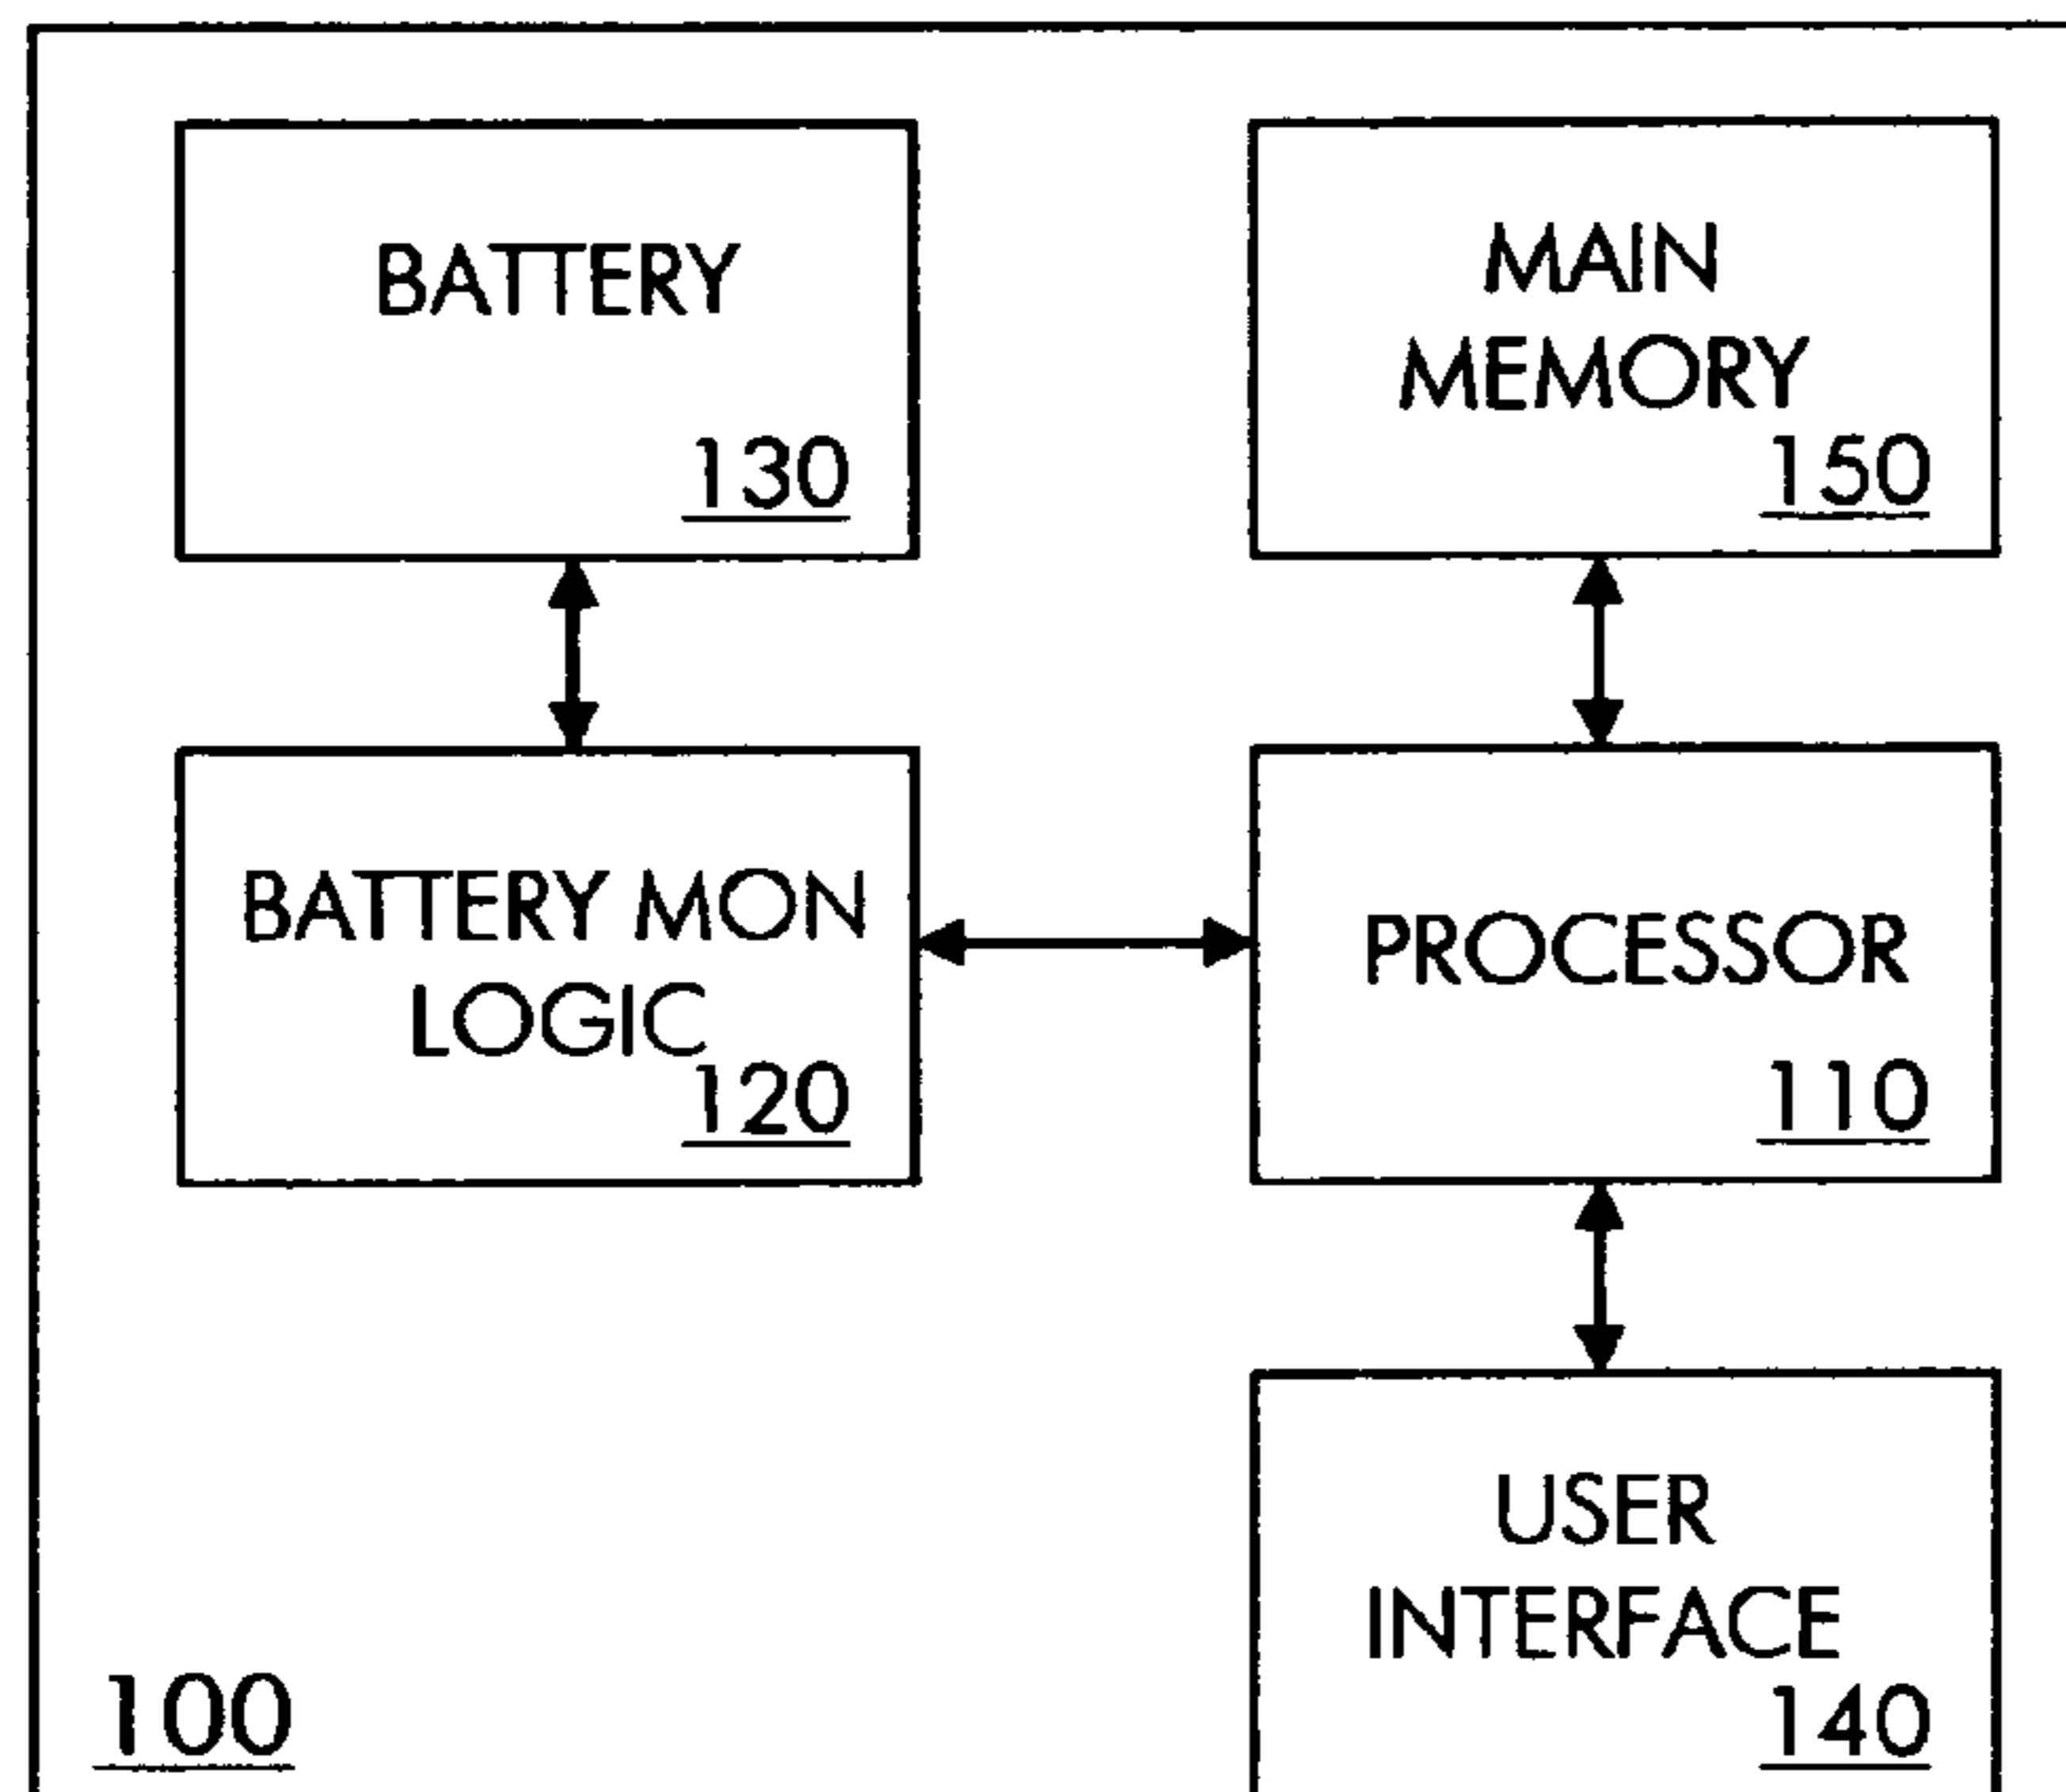 BATTERY
130
MAIN
MEMORY
150
BATTERY MON
LOGIC
120
PROCESSOR
110
USER
INTERFACE
140
100